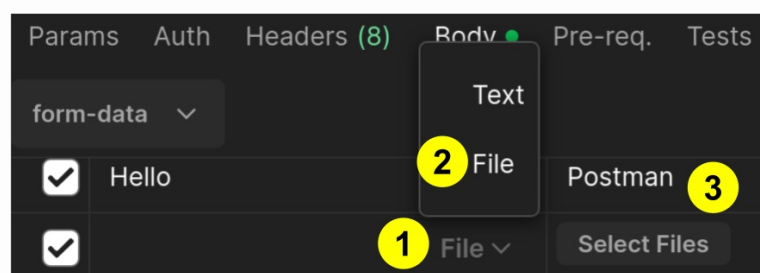 Params Auth Headers (8) Body Pre-req. Tests
Text
form-data
2 File
Hello Postman 3
1 File Select Files